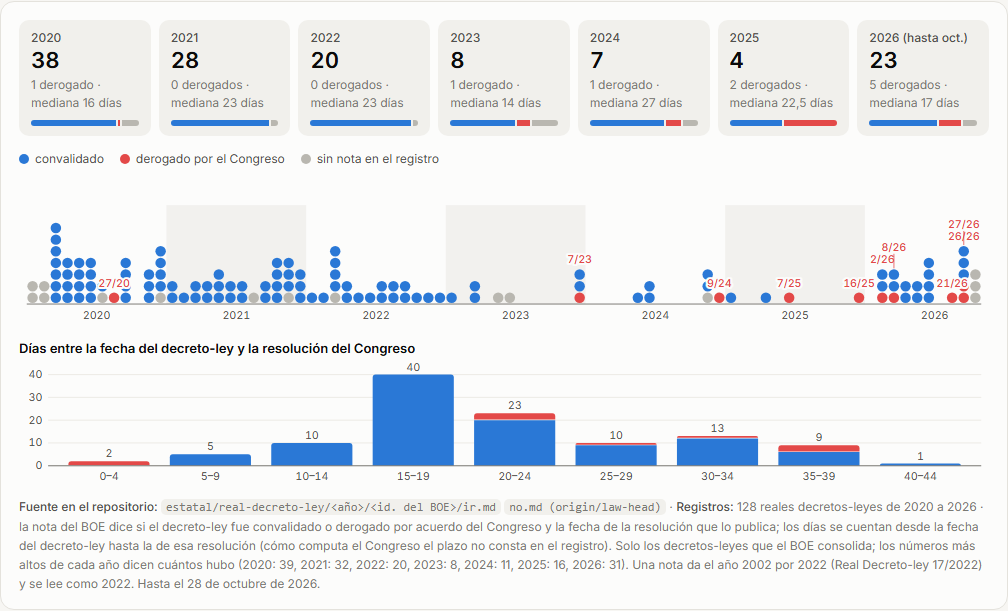 2020
38
1 derogado ·
mediana 16 días
2021
28
0 derogados ·
mediana 23 días
2022
20
0 derogados ·
mediana 23 días
2023
8
1 derogado ·
mediana 14 días
2024
7
1 derogado ·
mediana 27 días
2025
4
2 derogados ·
mediana 22,5 días
2026 (hasta oct.)
23
5 derogados ·
mediana 17 días
convalidado derogado por el Congreso sin nota en el registro
27/20
7/23
9/24
7/25
16/25
2/26
8/26
21/26
27/26
26/26
2020 2021 2022 2023 2024 2025 2026
Días entre la fecha del decreto-ley y la resolución del Congreso
40
30
20
10
0
2 5 10 40 23 10 13 9 1
0–4 5–9 10–14 15–19 20–24 25–29 30–34 35–39 40–44
Fuente en el repositorio: estatal/real-decreto-ley/<año>/<id. del BOE>/ir.md no.md (origin/law-head) · Registros: 128 reales decretos-leyes de 2020 a 2026 ·
la nota del BOE dice si el decreto-ley fue convalidado o derogado por acuerdo del Congreso y la fecha de la resolución que lo publica; los días se cuentan desde la fecha
del decreto-ley hasta la de esa resolución (cómo computa el Congreso el plazo no consta en el registro). Solo los decretos-leyes que el BOE consolida; los números más
altos de cada año dicen cuántos hubo (2020: 39, 2021: 32, 2022: 20, 2023: 8, 2024: 11, 2025: 16, 2026: 31). Una nota da el año 2002 por 2022 (Real Decreto-ley 17/2022)
y se lee como 2022. Hasta el 28 de octubre de 2026.